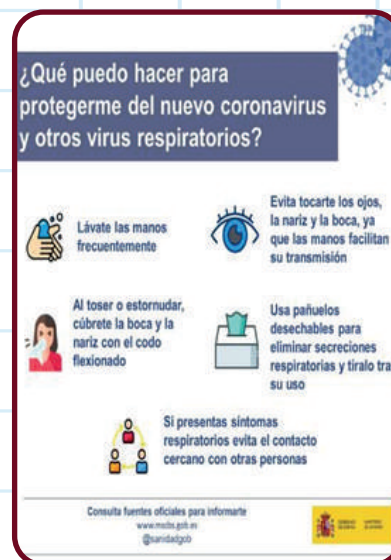 ¿Qué puedo hacer para
protegerme del nuevo coronavirus
y otros virus respiratorios?
Lávate las manos
frecuentemente
Evita tocarte los ojos,
la nariz y la boca, ya
que las manos facilitan
su transmisión
Al toser o estornudar,
cúbrete la boca y la
nariz con el codo
flexionado
Usa pañuelos
desechables para
eliminar secreciones
respiratorias y tíralo tra
su uso
Si presentas síntomas
respiratorios evita el contacto
cercano con otras personas
Consulta fuentes oficiales para informarte
www.mscbs.gob.es
@sanidadgob